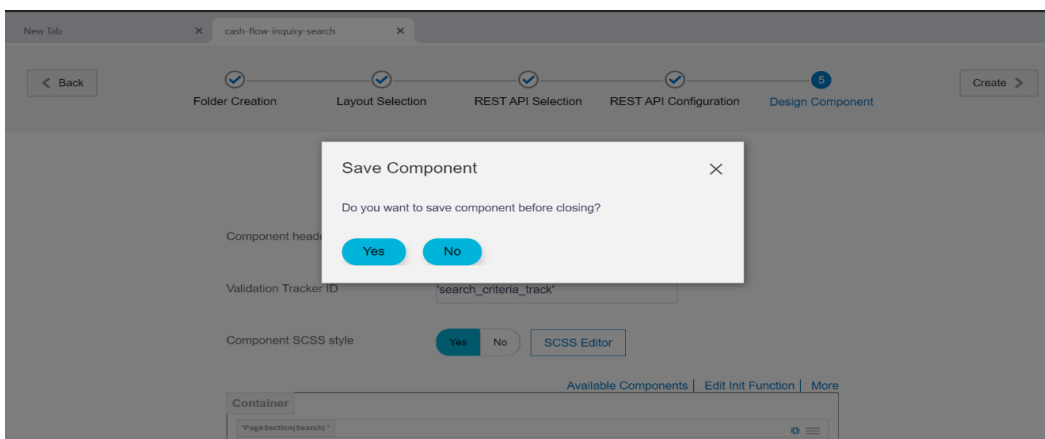 New Tab
cash-flow-inquiry-search
Back
Folder Creation
Layout Selection
REST API Selection
REST API Configuration
5
Design Component
Create
Save Component
Do you want to save component before closing?
Yes
No
Component head
Validation Tracker ID
'search_criteria_track'
Component SCSS style
Yes
No
SCSS Editor
Available Components | Edit Init Function | More
Container
'PageSection(Search) '